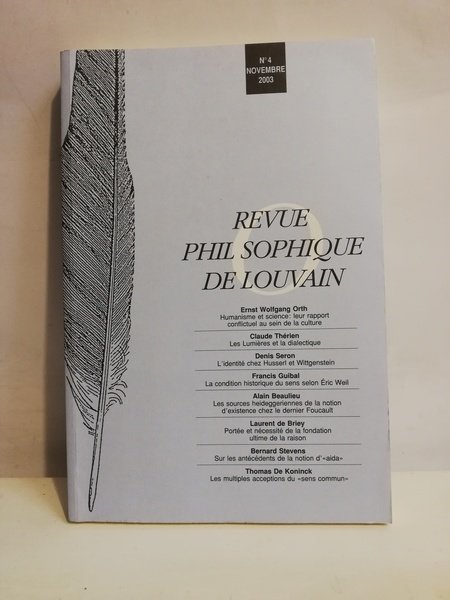 N° 4
NOVEMBRE
2003
REVUE
PHILOSOPHIQUE
DE LOUVAIN
Ernst Wolfgang Orth
Humanisme et science: leur rapport
conflictuel au sein de la culture
Claude Thérien
Les Lumières et la dialectique
Denis Seron
L'identité chez Husserl et Wittgenstein
Francis Guibal
La condition historique du sens selon Éric Weil
Alain Beaulieu
Les sources heideggeriennes de la notion
d'existence chez le dernier Foucault
Laurent de Briey
Portée et nécessité de la fondation
ultime de la raison
Bernard Stevens
Sur les antécédents de la notion d'«aida»
Thomas De Koninck
Les multiples acceptions du «sens commun»